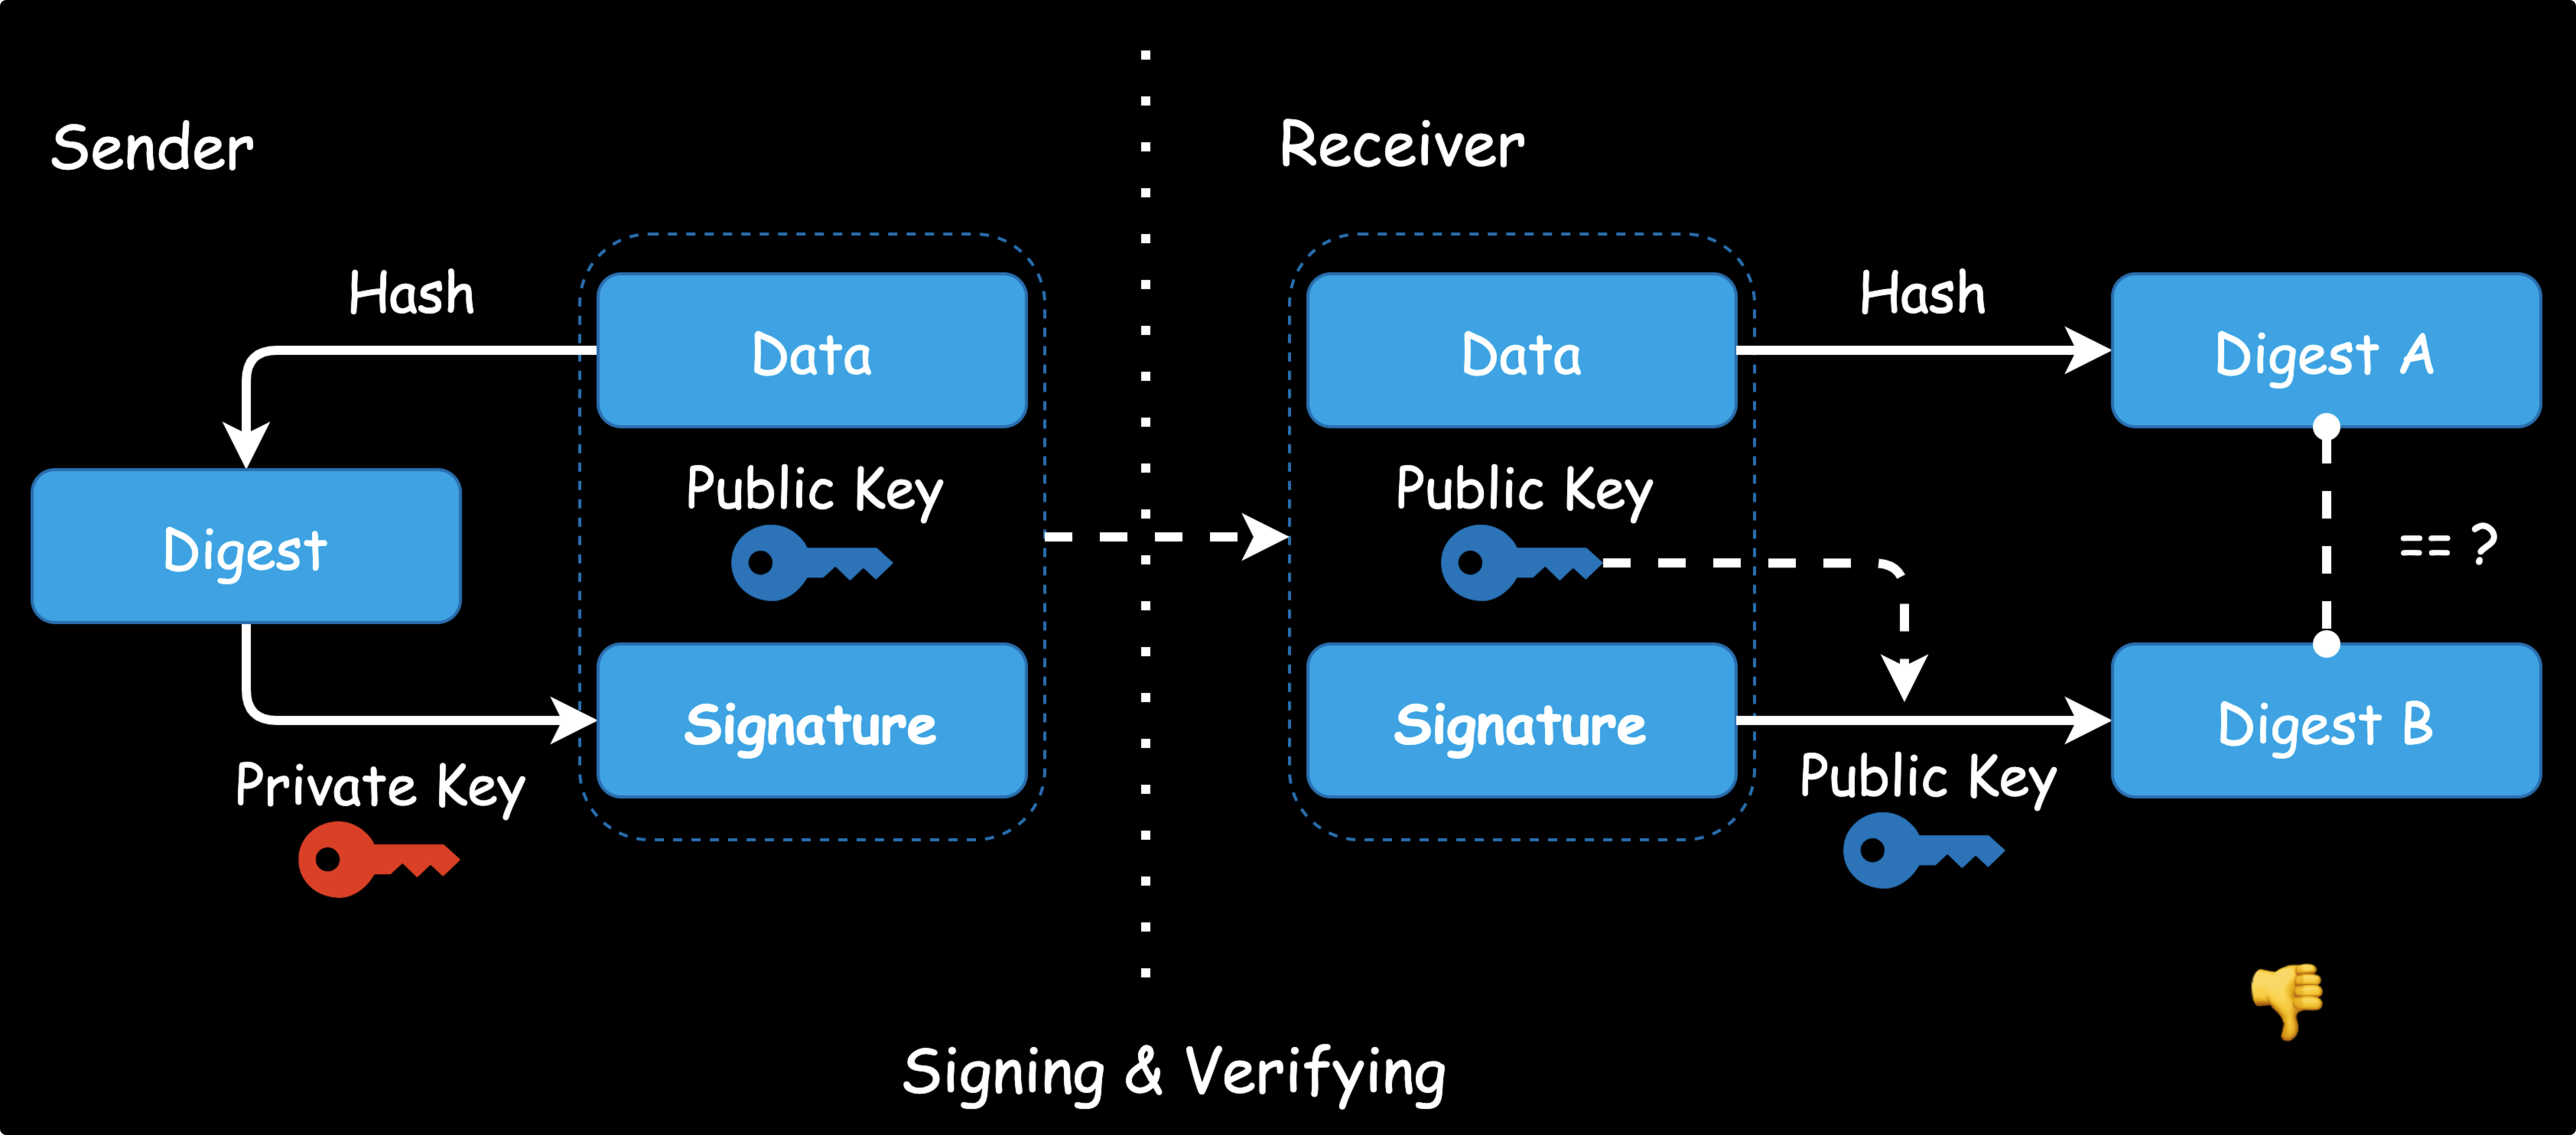 Sender
Hash
Data
Public Key
Digest
Signature
Private Key
Receiver
Data
Hash
Digest A
Public Key
== ?
Signature
Public Key
Digest B
Signing & Verifying